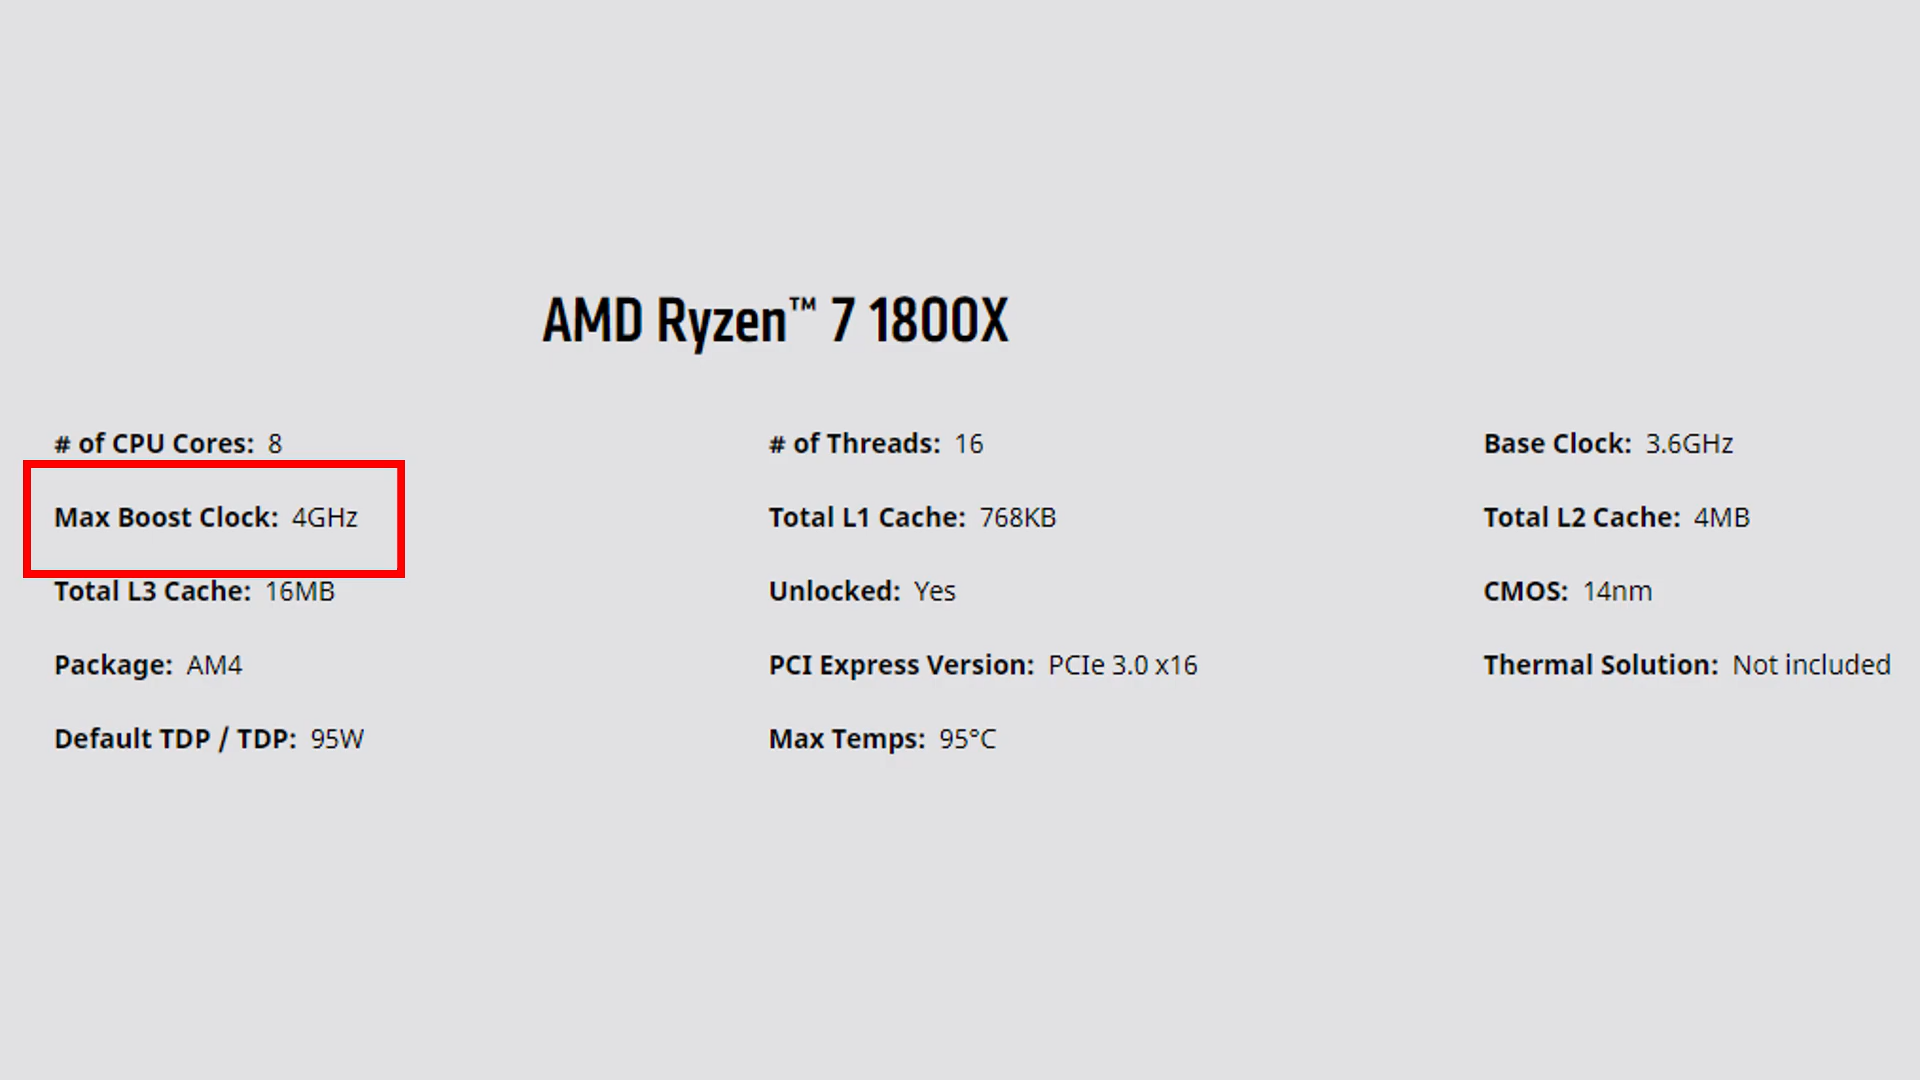 AMD Ryzen™ 7 1800X
# of CPU Cores: 8
# of Threads: 16
Base Clock: 3.6GHz
Max Boost Clock: 4GHz
Total L1 Cache: 768KB
Total L2 Cache: 4MB
Total L3 Cache: 16MB
Unlocked: Yes
CMOS: 14nm
Package: AM4
PCI Express Version: PCIe 3.0 x16
Thermal Solution: Not included
Default TDP / TDP: 95W
Max Temps: 95°C